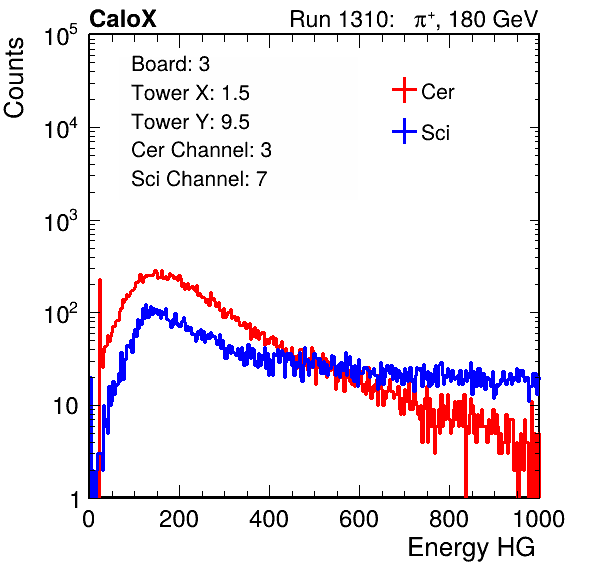 CaloX Run 1310: π⁺, 180 GeV
Counts
10⁵
10⁴
10³
10²
10
1
Board: 3
Tower X: 1.5
Tower Y: 9.5
Cer Channel: 3
Sci Channel: 7
Cer
Sci
0 200 400 600 800 1000
Energy HG